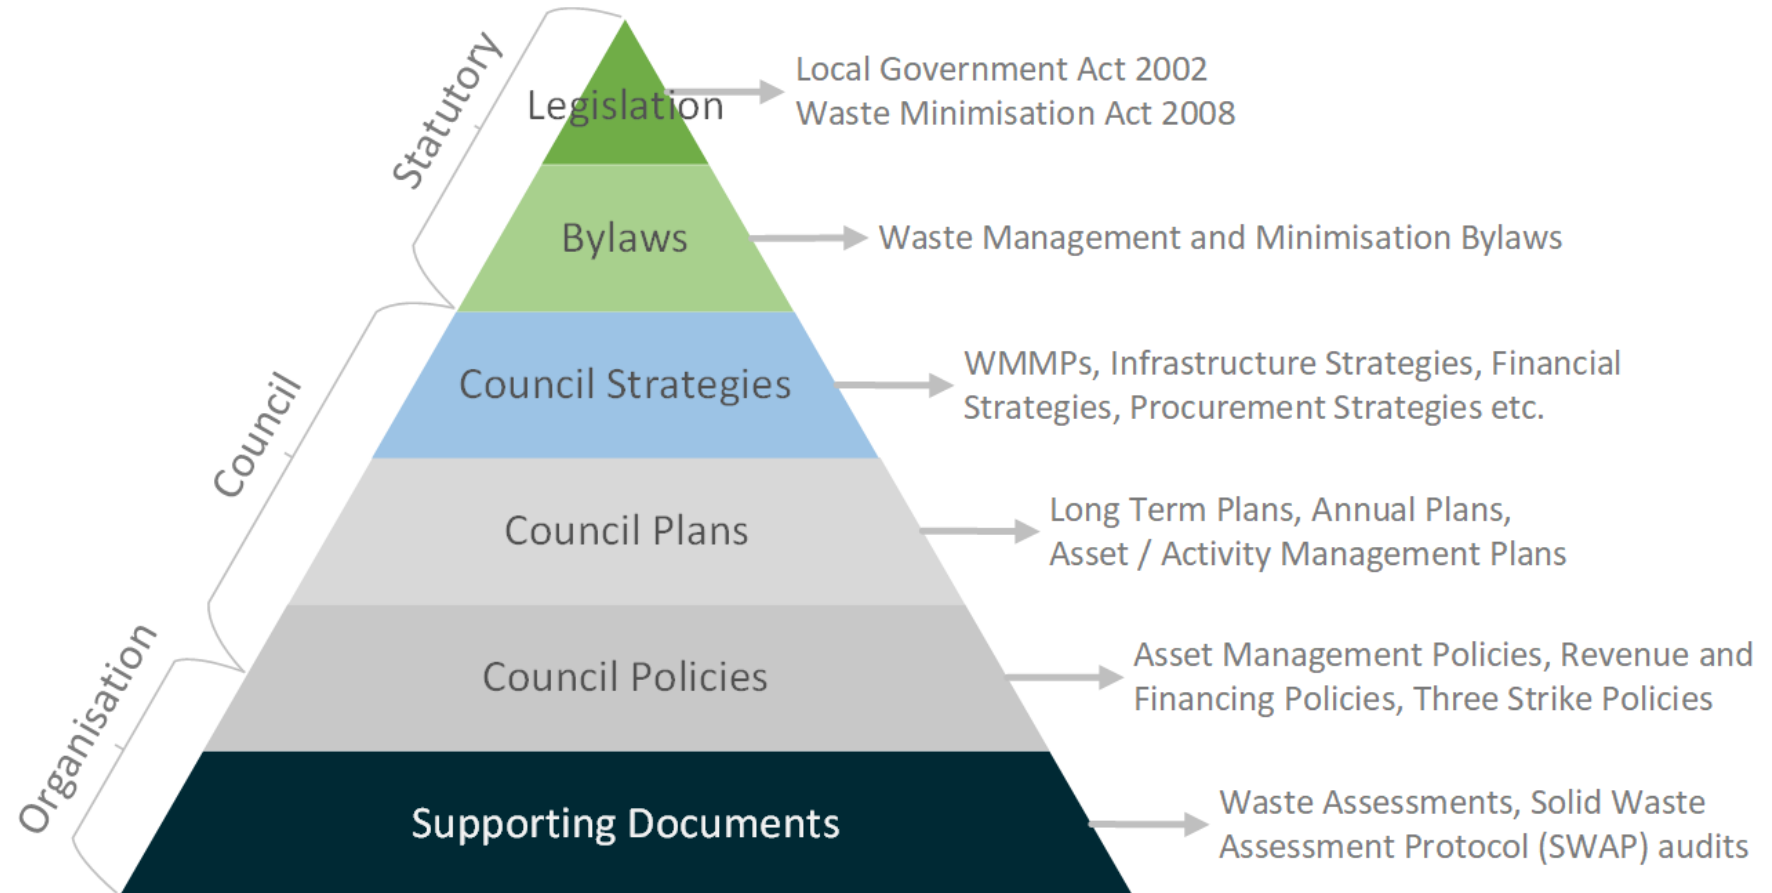 Statutory
Legislation
Local Government Act 2002
Waste Minimisation Act 2008
Bylaws
Waste Management and Minimisation Bylaws
Council
Council Strategies
WMMPs, Infrastructure Strategies, Financial
Strategies, Procurement Strategies etc.
Council Plans
Long Term Plans, Annual Plans,
Asset / Activity Management Plans
Organisation
Council Policies
Asset Management Policies, Revenue and
Financing Policies, Three Strike Policies
Supporting Documents
Waste Assessments, Solid Waste
Assessment Protocol (SWAP) audits